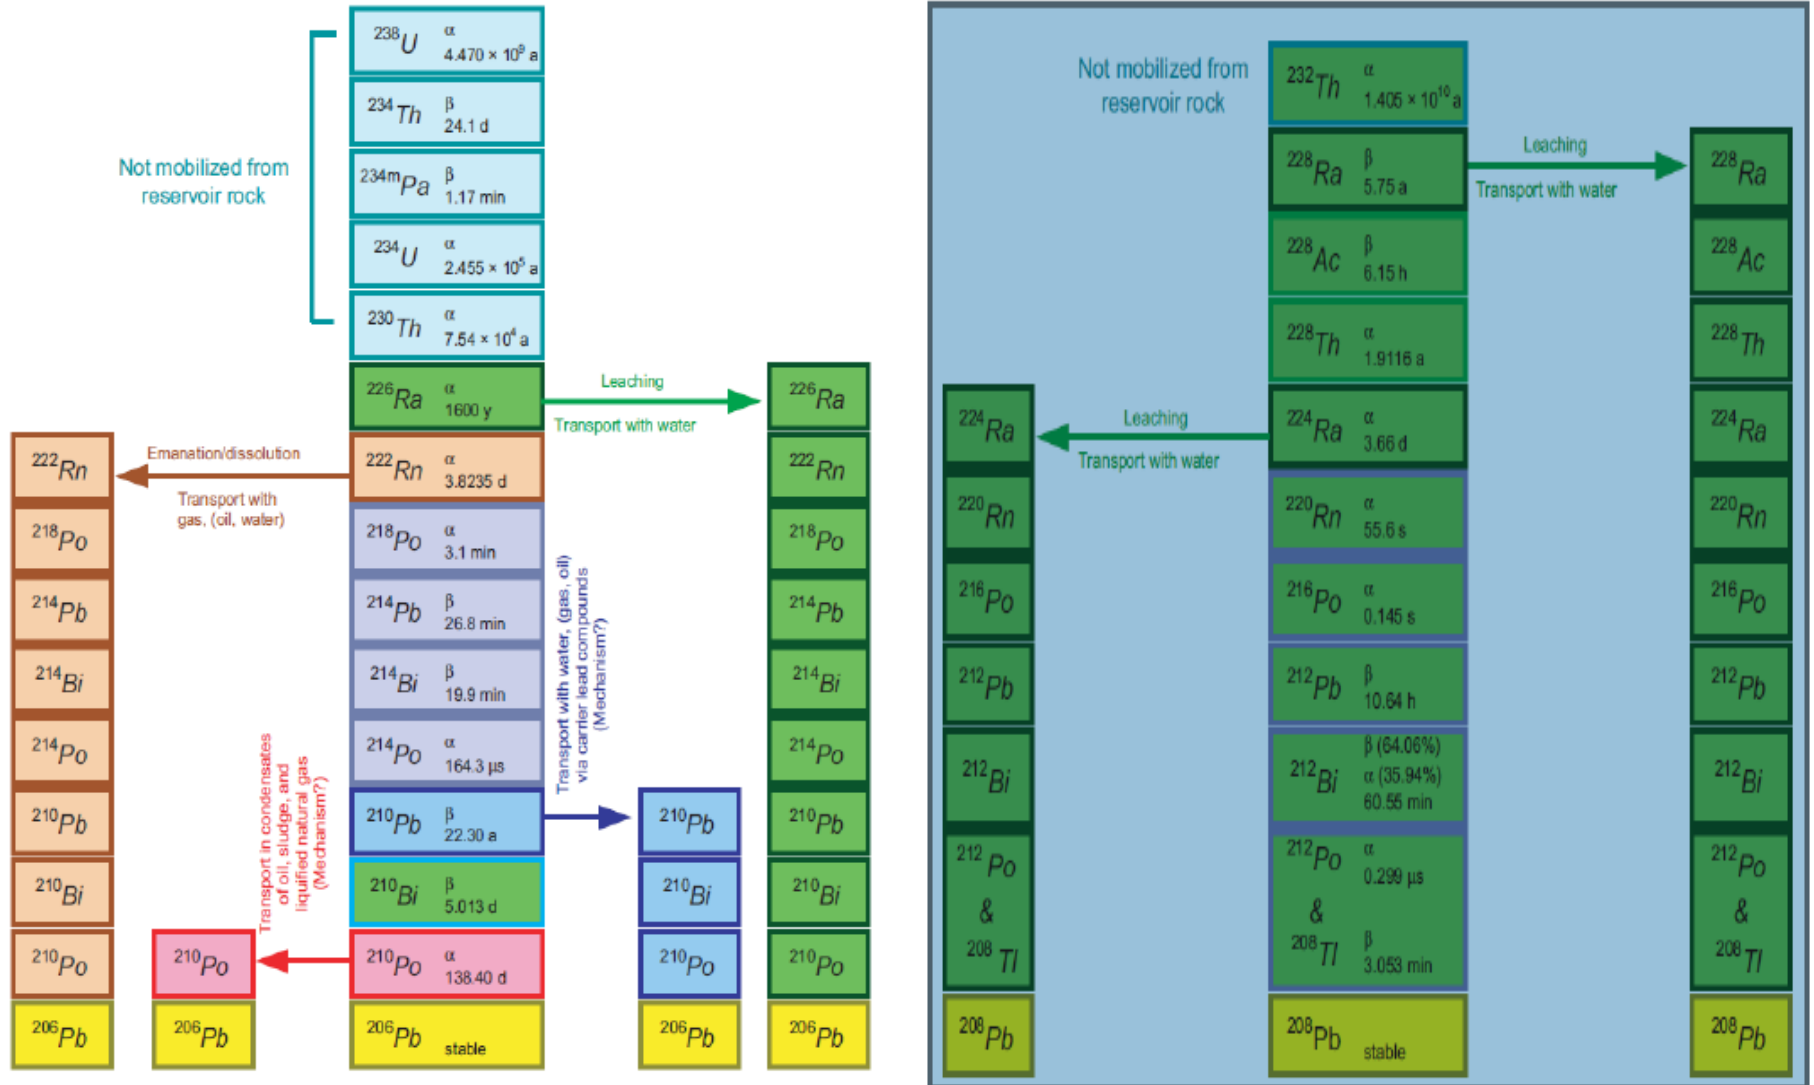 Not mobilized from
reservoir rock
²³⁸U α
4.470 × 10⁹ a
²³⁴Th β
24.1 d
²³⁴ᵐPa β
1.17 min
²³⁴U α
2.455 × 10⁵ a
²³⁰Th α
7.54 × 10⁴ a
²²⁶Ra α
1600 y
²²²Rn α
3.8235 d
²¹⁸Po α
3.1 min
²¹⁴Pb β
26.8 min
²¹⁴Bi β
19.9 min
²¹⁴Po α
164.3 µs
²¹⁰Pb β
22.30 a
²¹⁰Bi β
5.013 d
²¹⁰Po α
138.40 d
²⁰⁶Pb
stable
Emanation/dissolution
Transport with
gas, (oil, water)
²²²Rn
²¹⁸Po
²¹⁴Pb
²¹⁴Bi
²¹⁴Po
²¹⁰Pb
²¹⁰Bi
²¹⁰Po
²⁰⁶Pb
Transport in condensates
of oil, sludge, and
liquified natural gas
(Mechanism?)
²¹⁰Po
²⁰⁶Pb
Transport with water, (gas, oil)
via carrier lead compounds
(Mechanism?)
²¹⁰Pb
²¹⁰Bi
²¹⁰Po
²⁰⁶Pb
Leaching
Transport with water
²²⁶Ra
²²²Rn
²¹⁸Po
²¹⁴Pb
²¹⁴Bi
²¹⁴Po
²¹⁰Pb
²¹⁰Bi
²¹⁰Po
²⁰⁶Pb
Not mobilized from
reservoir rock
²³²Th α
1.405 × 10¹⁰ a
²²⁸Ra β
5.75 a
²²⁸Ac β
6.15 h
²²⁸Th α
1.9116 a
²²⁴Ra α
3.66 d
²²⁰Rn α
55.6 s
²¹⁶Po α
0.145 s
²¹²Pb β
10.64 h
β (64.06%)
²¹²Bi α (35.94%)
60.55 min
²¹²Po α
0.299 µs
&
²⁰⁸Tl β
3.053 min
²⁰⁸Pb
stable
Leaching
Transport with water
²²⁴Ra
²²⁰Rn
²¹⁶Po
²¹²Pb
²¹²Bi
²¹²Po
&
²⁰⁸Tl
²⁰⁸Pb
Leaching
Transport with water
²²⁸Ra
²²⁸Ac
²²⁸Th
²²⁴Ra
²²⁰Rn
²¹⁶Po
²¹²Pb
²¹²Bi
²¹²Po
&
²⁰⁸Tl
²⁰⁸Pb